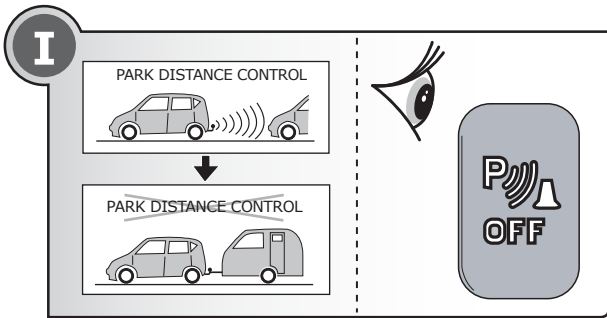 I
PARK DISTANCE CONTROL
PARK DISTANCE CONTROL
P
OFF